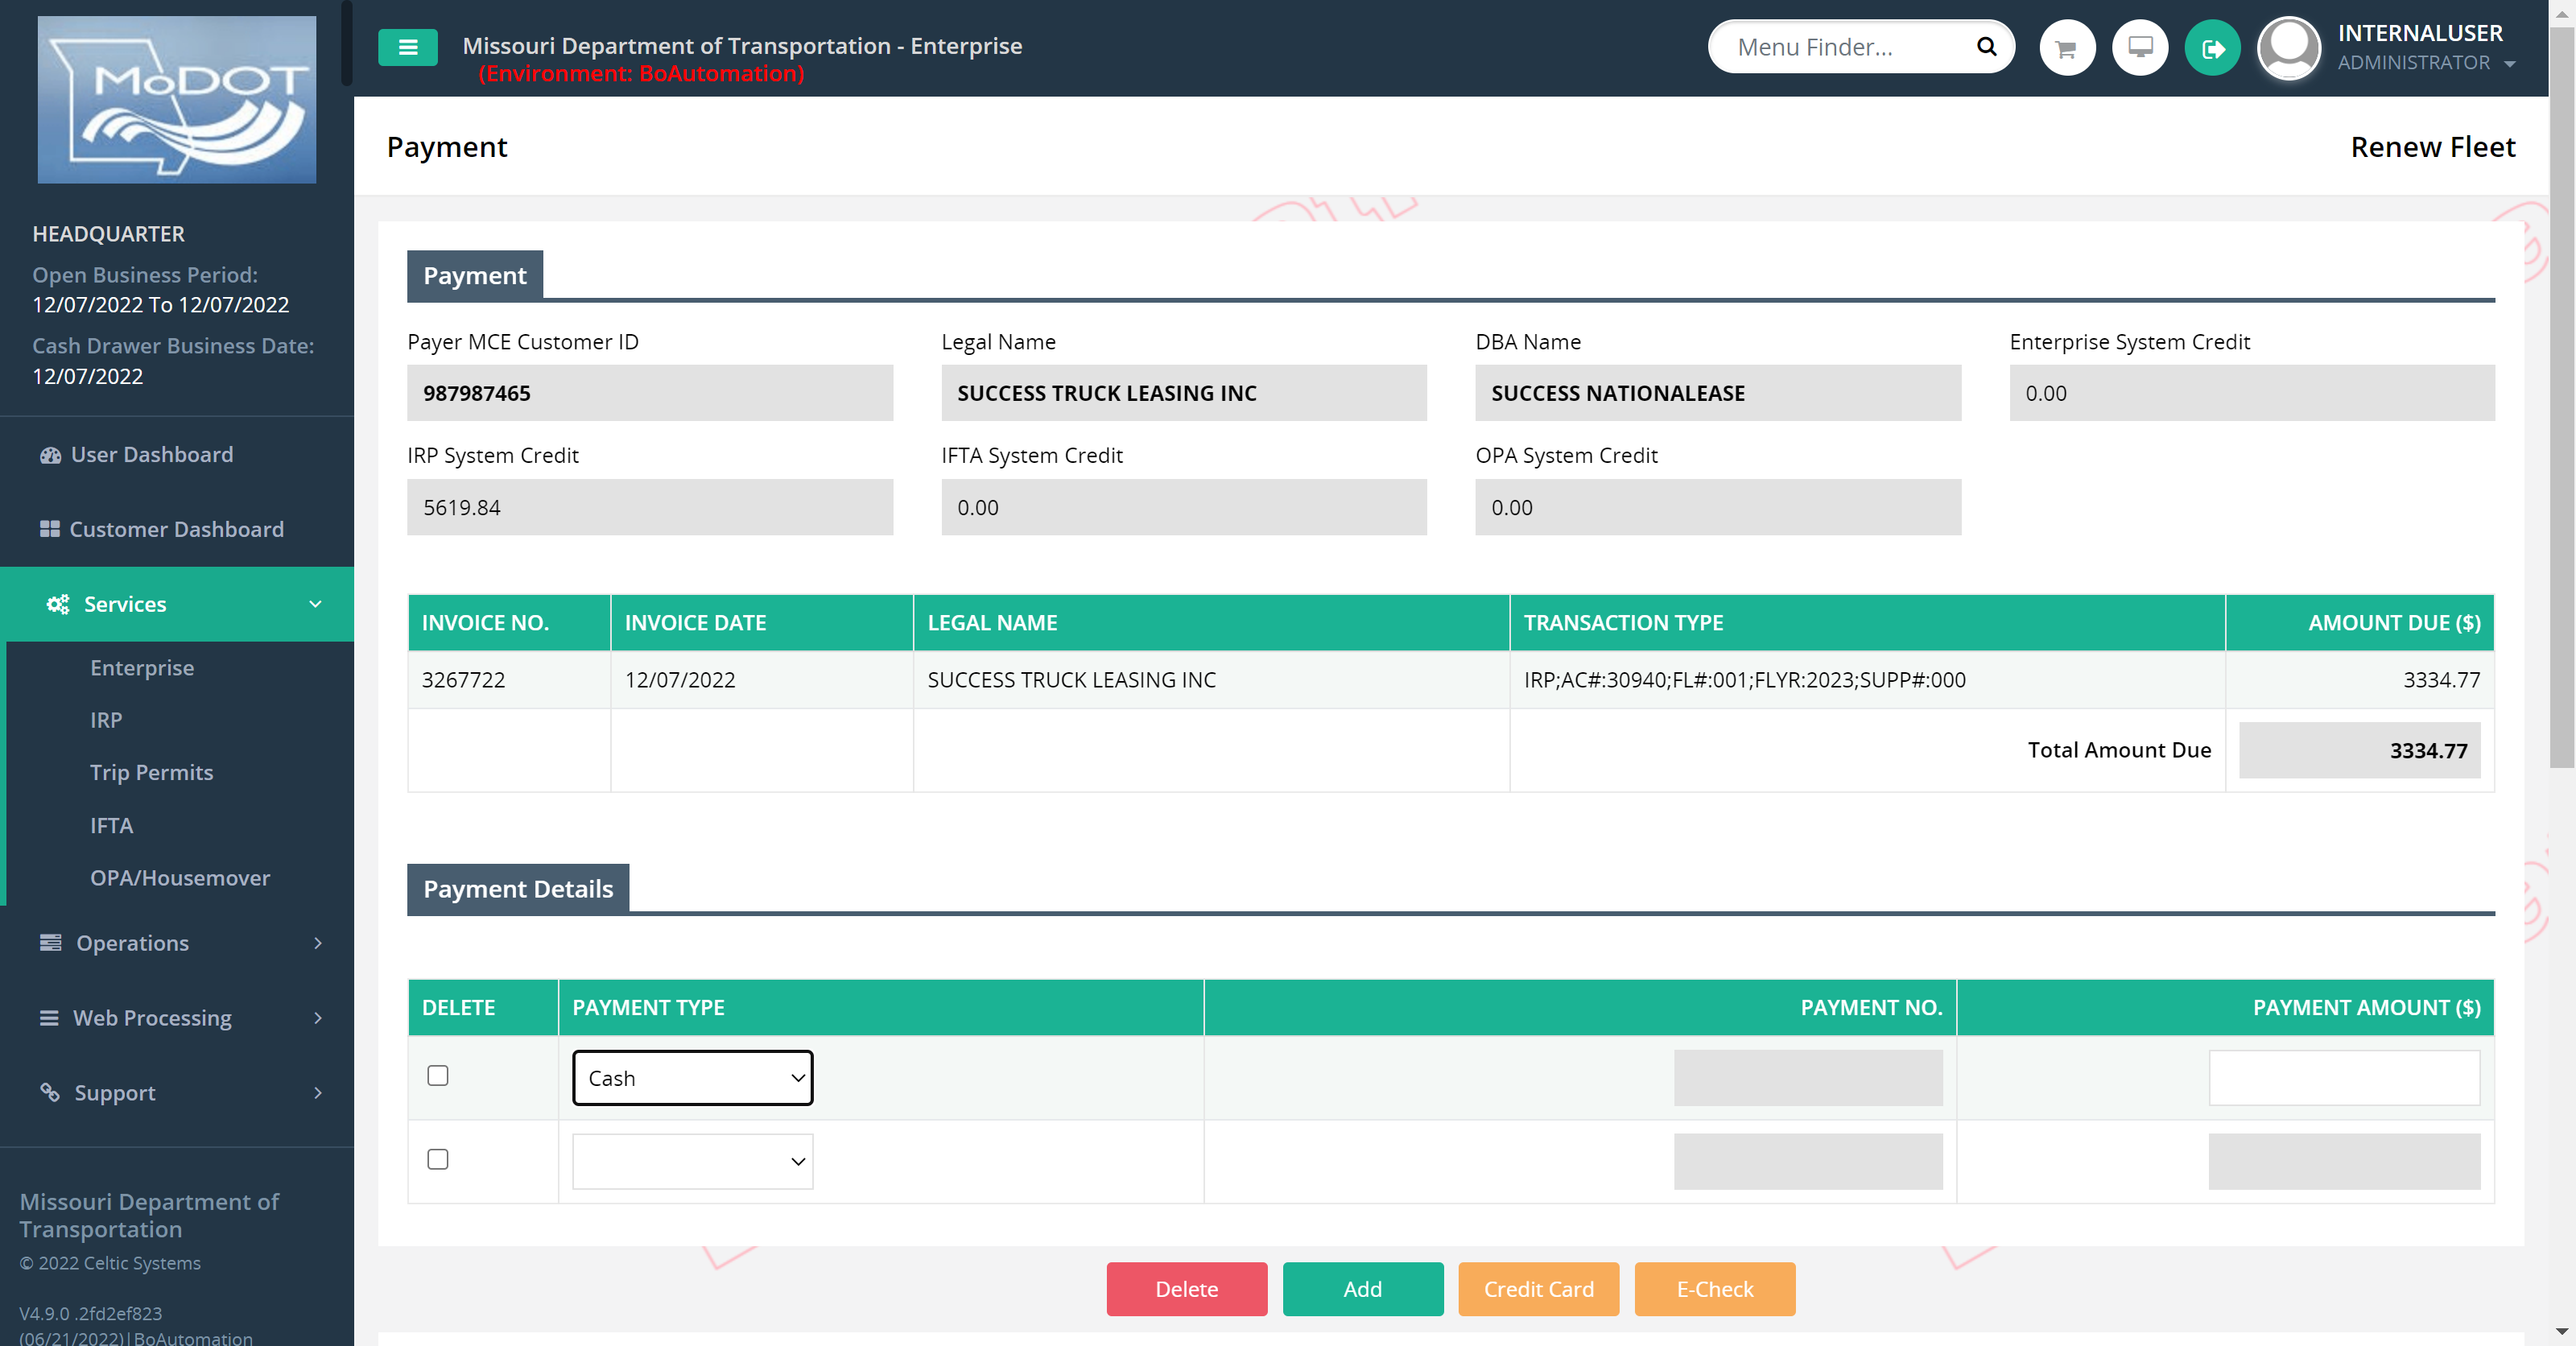 MoDOT
HEADQUARTER
Open Business Period:
12/07/2022 To 12/07/2022
Cash Drawer Business Date:
12/07/2022
User Dashboard
Customer Dashboard
Services
Enterprise
IRP
Trip Permits
IFTA
OPA/Housemover
Operations
Web Processing
Support
Missouri Department of
Transportation
© 2022 Celtic Systems
V4.9.0 .2fd2ef823
(06/21/2022)|BoAutomation
Missouri Department of Transportation - Enterprise
(Environment: BoAutomation)
Menu Finder...
INTERNALUSER
ADMINISTRATOR
Payment
Renew Fleet
Payment
Payer MCE Customer ID
Legal Name
DBA Name
Enterprise System Credit
987987465
SUCCESS TRUCK LEASING INC
SUCCESS NATIONALEASE
0.00
IRP System Credit
IFTA System Credit
OPA System Credit
5619.84
0.00
0.00
INVOICE NO. INVOICE DATE LEGAL NAME TRANSACTION TYPE AMOUNT DUE ($)
3267722 12/07/2022 SUCCESS TRUCK LEASING INC IRP;AC#:30940;FL#:001;FLYR:2023;SUPP#:000 3334.77
Total Amount Due 3334.77
Payment Details
DELETE PAYMENT TYPE PAYMENT NO. PAYMENT AMOUNT ($)
Cash
Delete
Add
Credit Card
E-Check